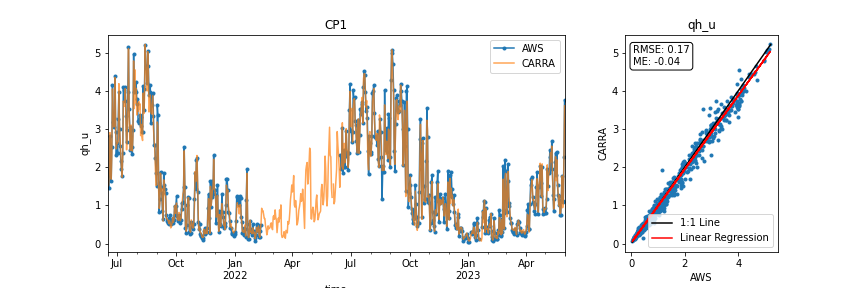 CP1
qh_u
AWS
CARRA
qh_u
5
4
3
2
1
0
Jul
Oct
Jan
2022
Apr
Jul
Oct
Jan
2023
Apr
time
RMSE: 0.17
ME: -0.04
CARRA
5
4
3
2
1
0
1:1 Line
Linear Regression
0
2
4
AWS